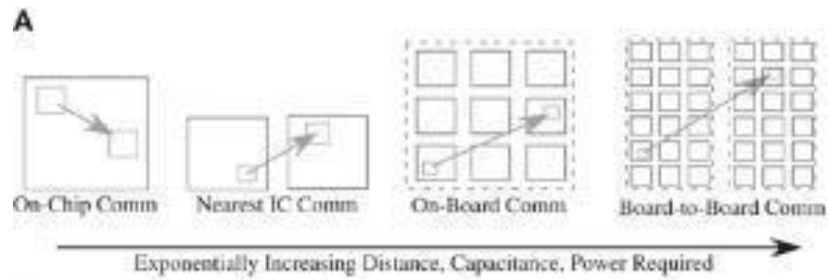 A
On-Chip Comm
Nearest IC Comm
On-Board Comm
Board-to-Board Comm
Exponentially Increasing Distance, Capacitance, Power Required